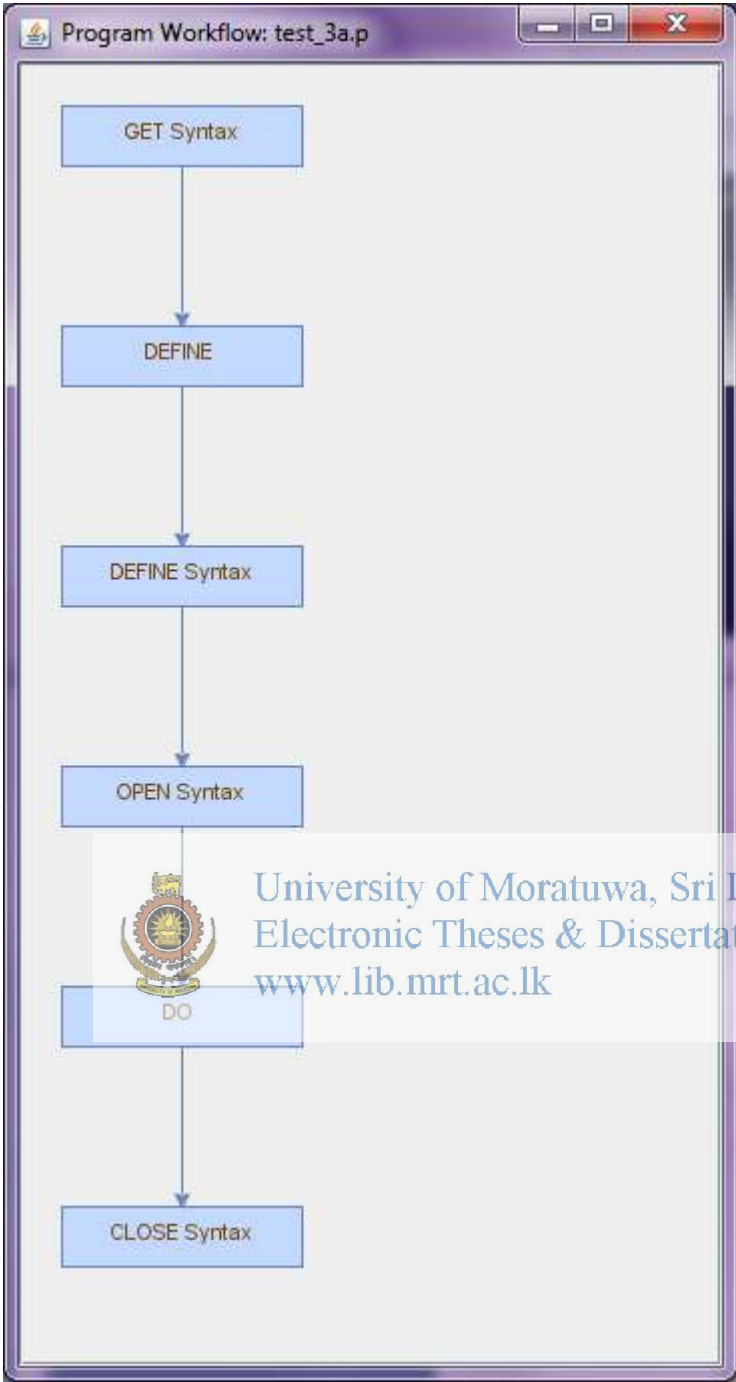 Program Workflow: test_3a.p
GET Syntax
DEFINE
DEFINE Syntax
OPEN Syntax
University of Moratuwa, Sri
Electronic Theses &
www.lib.mrt.ac.lk
DO
CLOSE Syntax